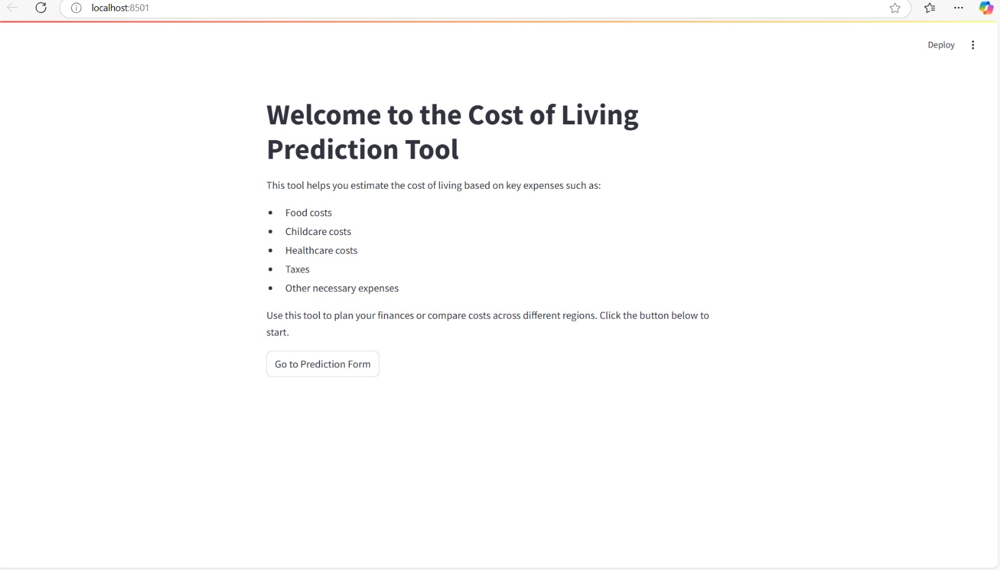 localhost:8501
Deploy
Welcome to the Cost of Living
Prediction Tool
This tool helps you estimate the cost of living based on key expenses such as:
• Food costs
• Childcare costs
• Healthcare costs
• Taxes
• Other necessary expenses
Use this tool to plan your finances or compare costs across different regions. Click the button below to
start.
Go to Prediction Form